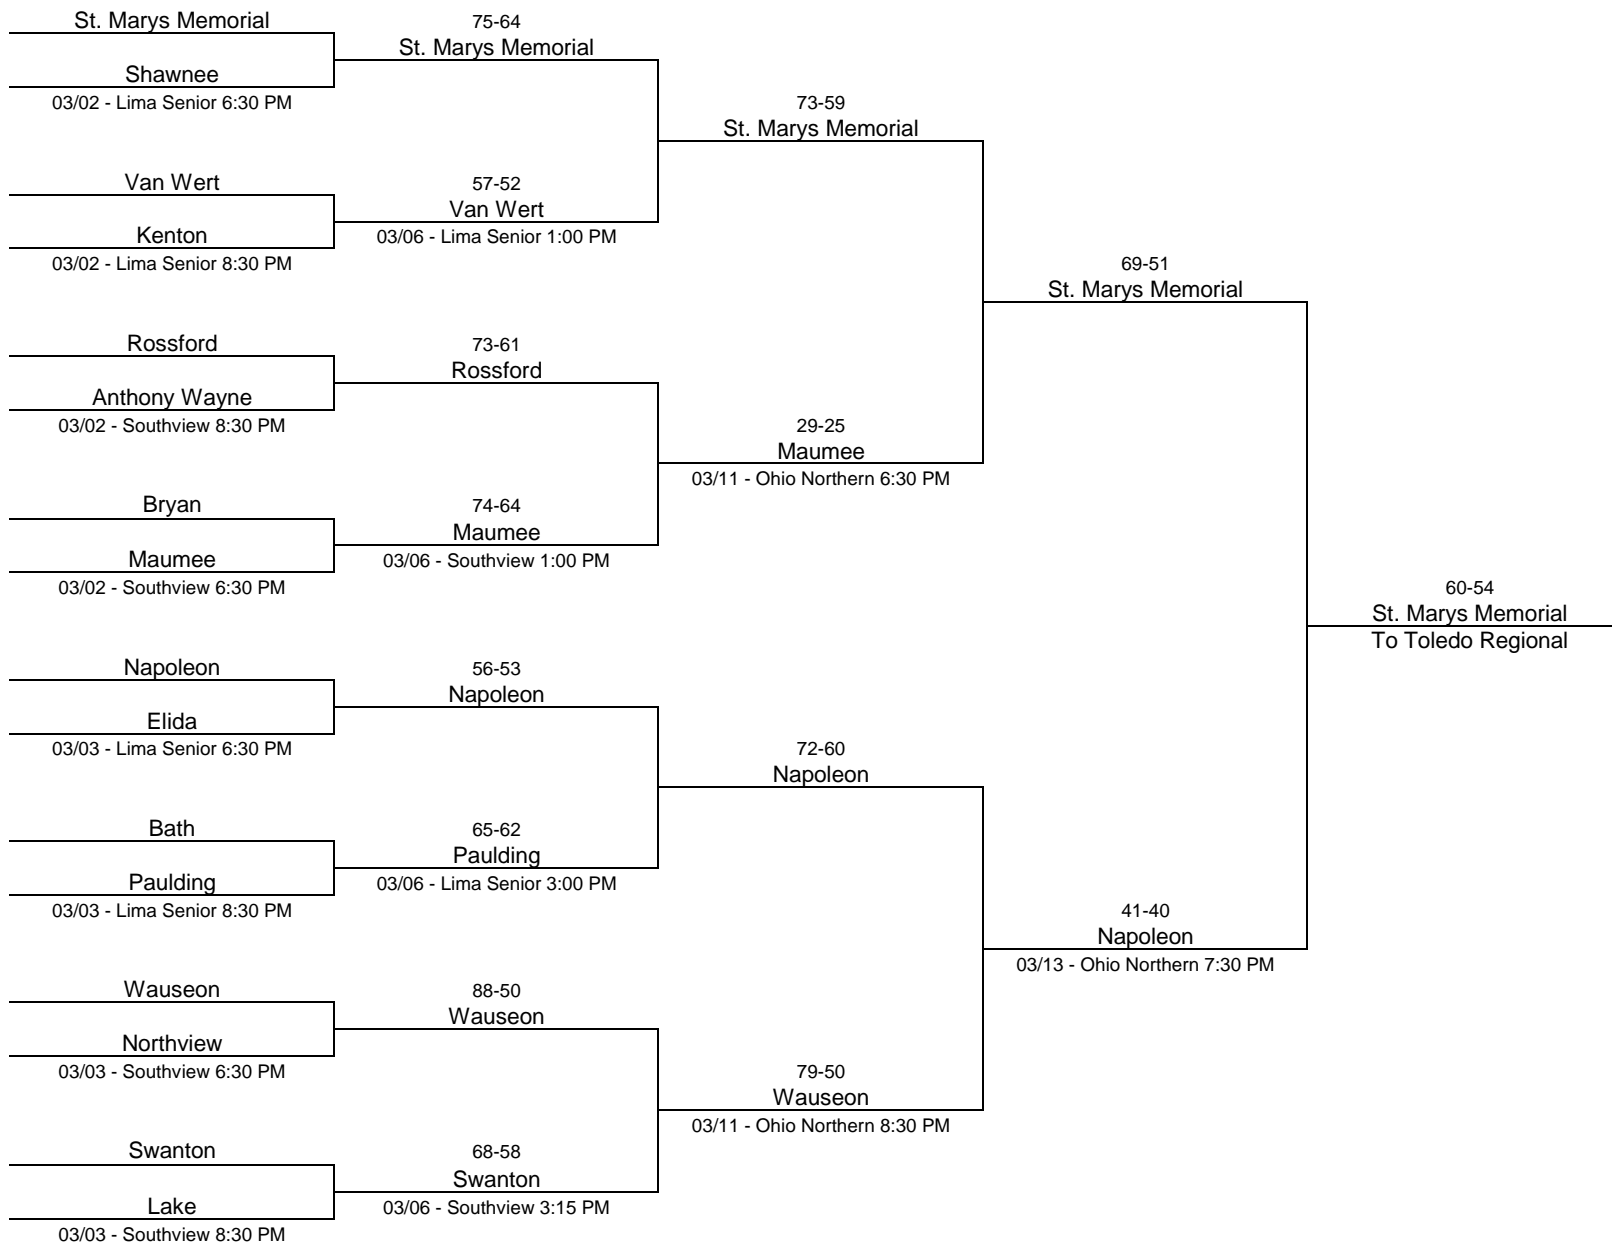 St. Marys Memorial
Shawnee
03/02 - Lima Senior 6:30 PM
Van Wert
Kenton
03/02 - Lima Senior 8:30 PM
Rossford
Anthony Wayne
03/02 - Southview 8:30 PM
Bryan
Maumee
03/02 - Southview 6:30 PM
Napoleon
Elida
03/03 - Lima Senior 6:30 PM
Bath
Paulding
03/03 - Lima Senior 8:30 PM
Wauseon
Northview
03/03 - Southview 6:30 PM
Swanton
Lake
03/03 - Southview 8:30 PM
75-64
St. Marys Memorial
57-52
Van Wert
03/06 - Lima Senior 1:00 PM
73-61
Rossford
74-64
Maumee
03/06 - Southview 1:00 PM
56-53
Napoleon
65-62
Paulding
03/06 - Lima Senior 3:00 PM
88-50
Wauseon
68-58
Swanton
03/06 - Southview 3:15 PM
73-59
St. Marys Memorial
29-25
Maumee
03/11 - Ohio Northern 6:30 PM
72-60
Napoleon
79-50
Wauseon
03/11 - Ohio Northern 8:30 PM
69-51
St. Marys Memorial
41-40
Napoleon
03/13 - Ohio Northern 7:30 PM
60-54
St. Marys Memorial
To Toledo Regional